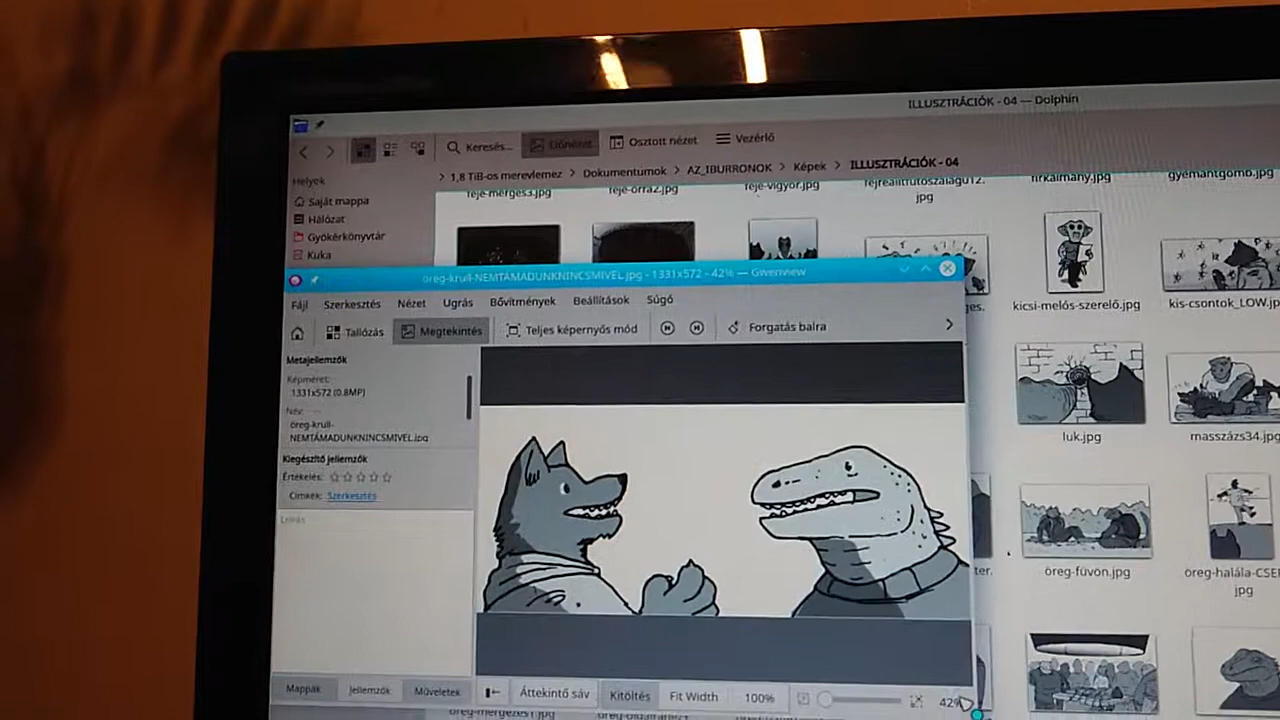 ILLUSZTRÁCIÓK - 04 — Dolphin
Keresés... Előnézet Osztott nézet Vezérlő
1,8 TiB-os merevlemez > Dokumentumok > AZ_IBURRONOK > Képek > ILLUSZTRÁCIÓK - 04
Helyek
Saját mappa
Hálózat
Gyökérkönyvtár
Kuka
feje-mérges3.jpg feje-orra2.jpg feje-vigyor.jpg firkálmány.jpg gyémántgomb.jpg
jpg
kicsi-melós-szerelő.jpg kis-csontok_LOW.jp
öreg-krull-NEMTÁMADUNKNINCSMIVEL.jpg - 1331x572 - 42% — Gwenview
Fájl Szerkesztés Nézet Ugrás Bővítmények Beállítások Súgó
Tallózás Megtekintés Teljes képernyős mód Forgatás balra
Metajellemzők
Képméret:
1331x572 (0.8MP)
Név:
öreg-krull-
NEMTÁMADUNKNINCSMIVEL.jpg
Kiegészítő jellemzők
Értékelés:
Címkék: Szerkesztés
Leírás
luk.jpg masszázs34.jpg
öreg-füvön.jpg öreg-halála-CSE
jpg
Mappák Jellemzők Műveletek
Áttekintő sáv Kitöltés Fit Width 100% 42%